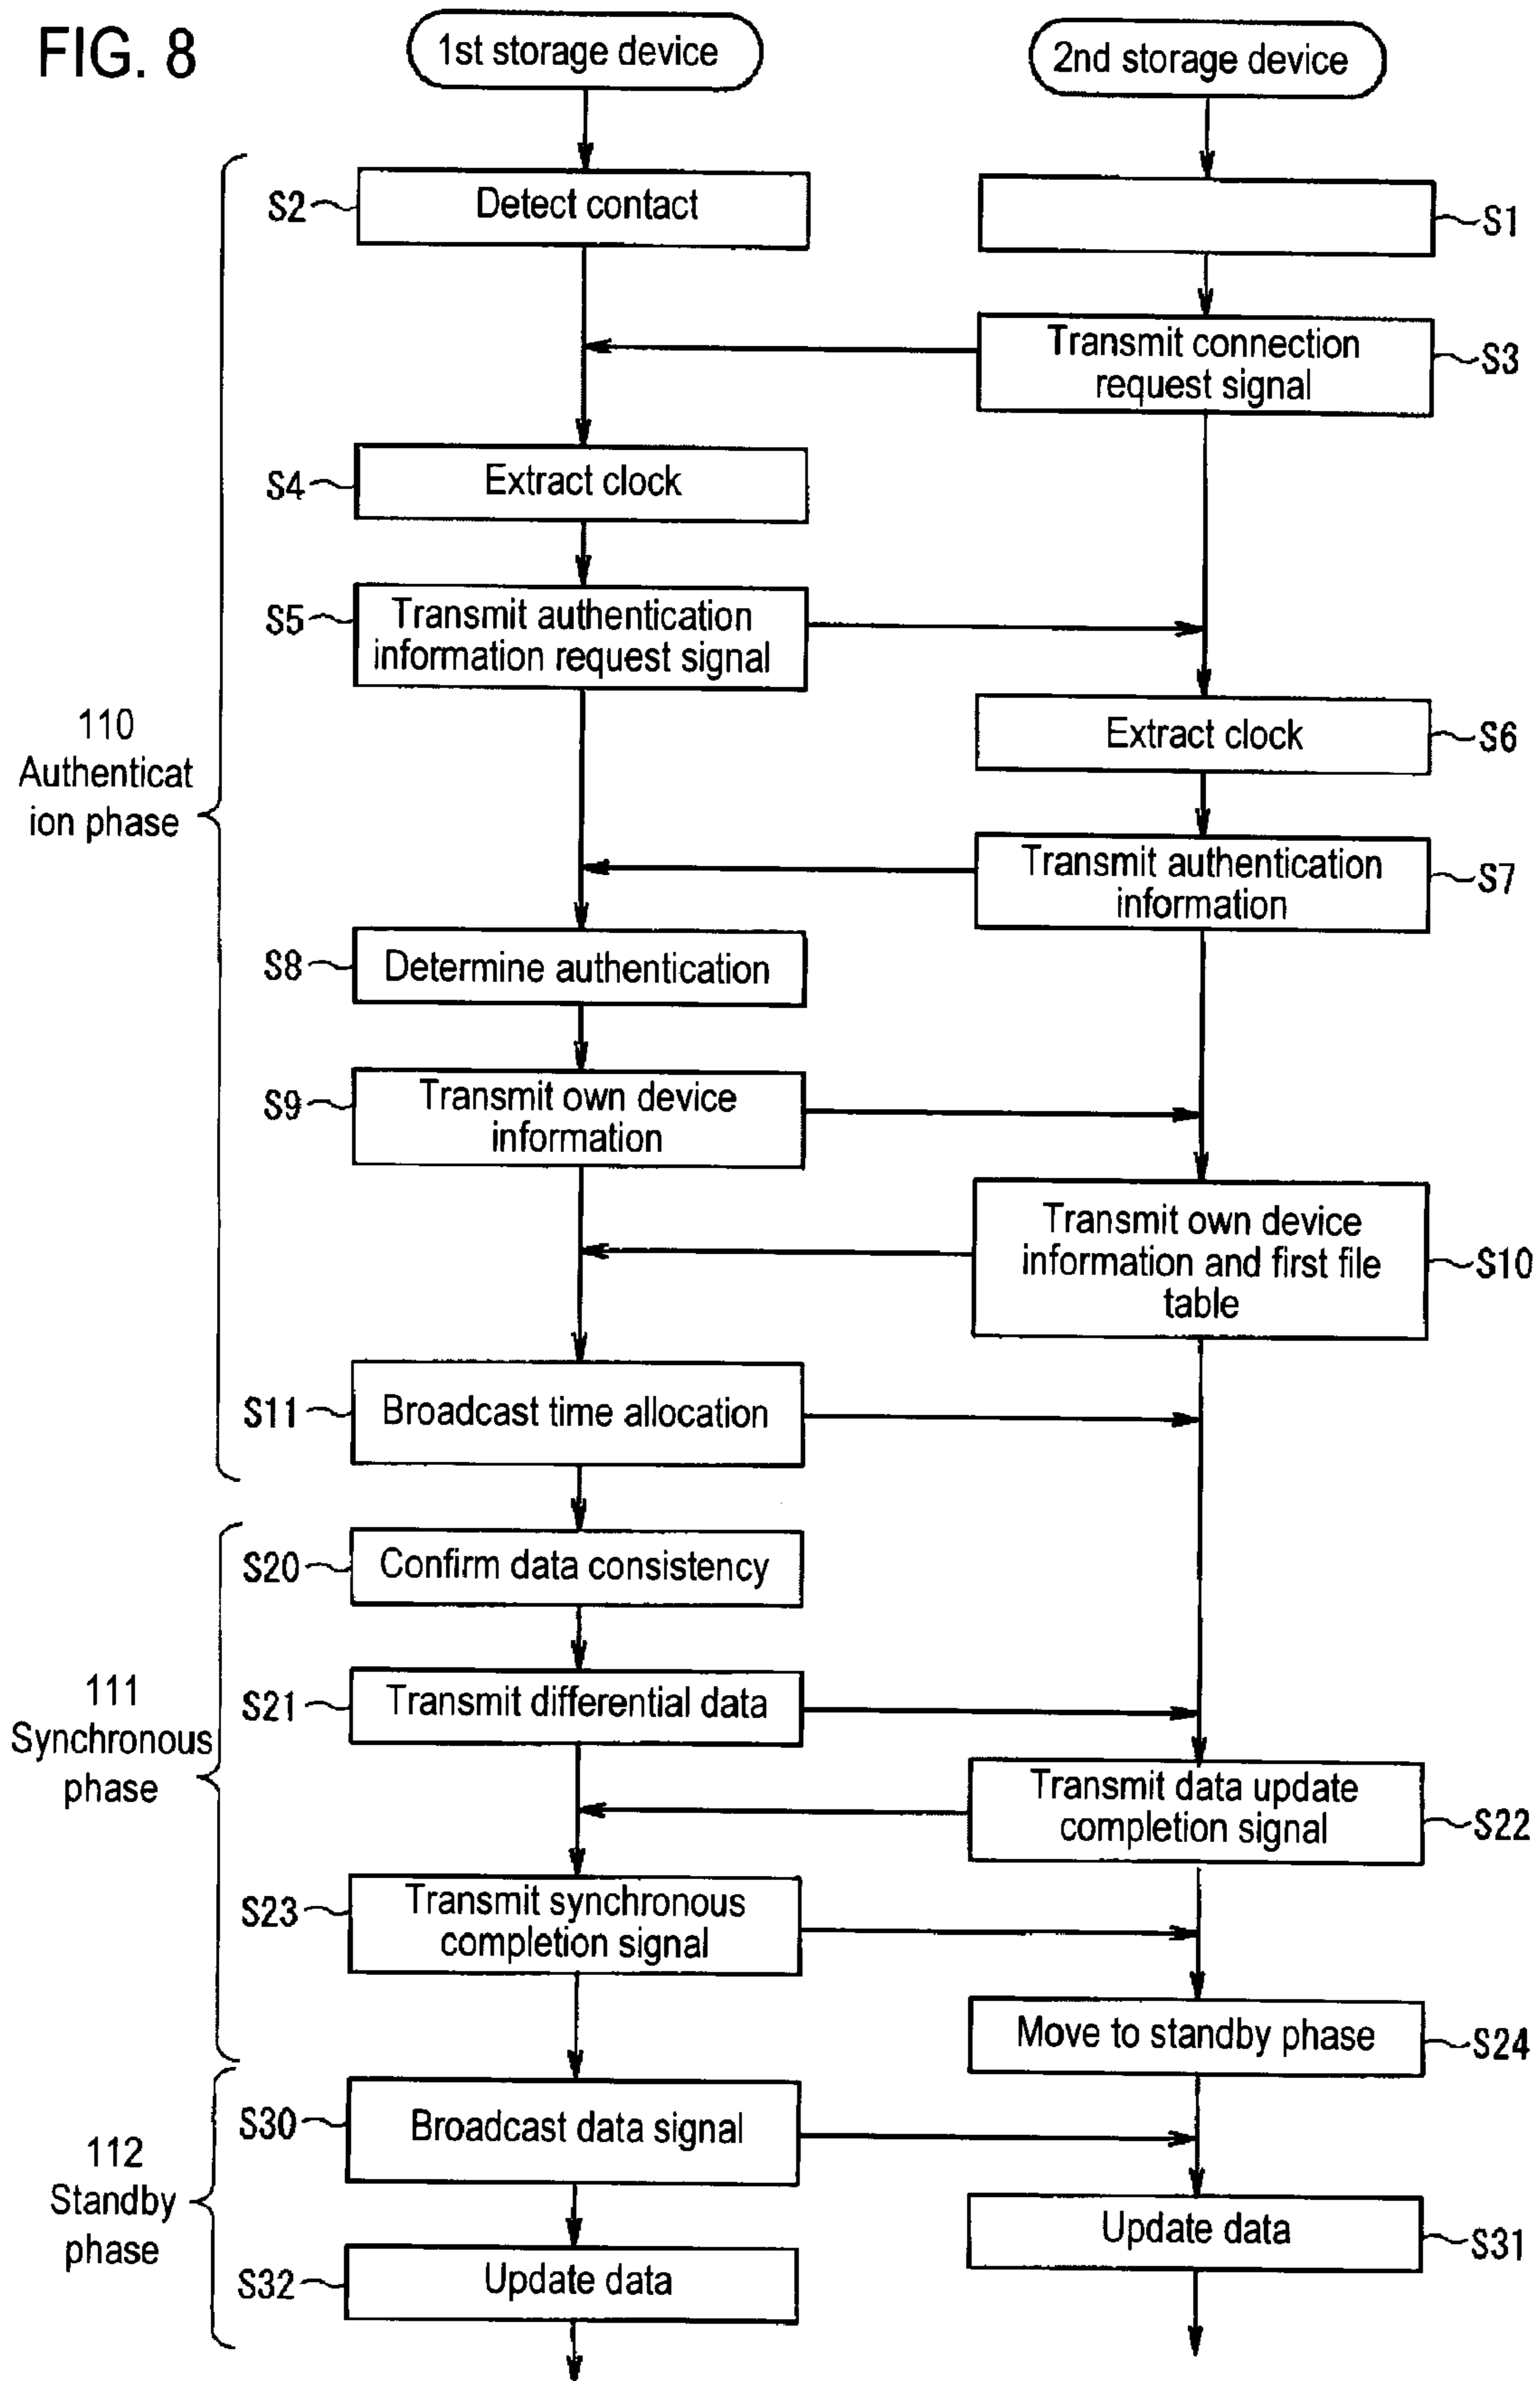 FIG. 8
1st storage device
2nd storage device
S2
Detect contact
S1
Transmit connection
request signal
S3
S4
Extract clock
S5
Transmit authentication
information request signal
Extract clock
S6
110
Authenticat
ion phase
Transmit authentication
information
S7
S8
Determine authentication
S9
Transmit own device
information
Transmit own device
information and first file
table
S10
S11
Broadcast time allocation
S20
Confirm data consistency
111
Synchronous
phase
S21
Transmit differential data
Transmit data update
completion signal
S22
S23
Transmit synchronous
completion signal
Move to standby phase
S24
112
Standby
phase
S30
Broadcast data signal
Update data
S31
S32
Update data